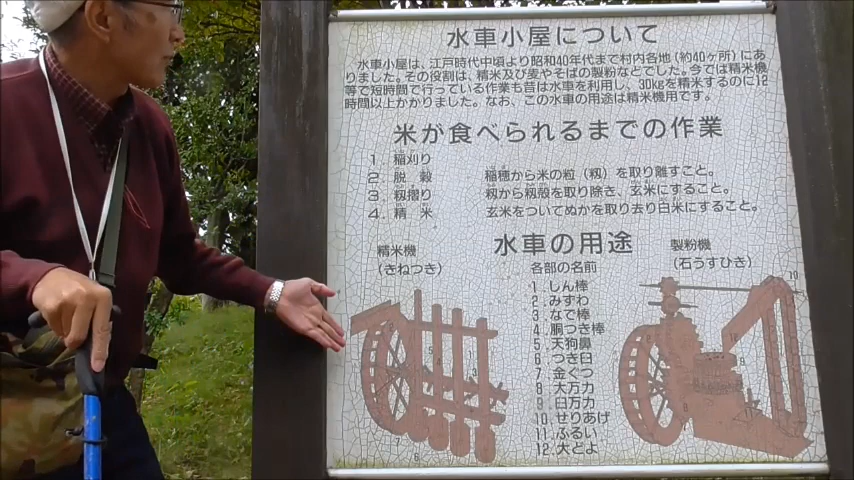 水車小屋について
水車小屋は、江戸時代中頃より昭和40年代まで村内各地(約40ヶ所)にあ
りました。その役割は、精米及び麦やそばの製粉などでした。今では精米機
等で短時間で行っている作業も昔は水車を利用し、30kgを精米するのに12
時間以上かかりました。なお、この水車の用途は精米機用です。
米が食べられるまでの作業
1. 稲刈り
2. 脱穀 稲穂から米の粒(籾)を取り離すこと。
3. 籾摺り 籾から籾殻を取り除き、玄米にすること。
4. 精米 玄米をついてぬかを取り去り白米にすること。
水車の用途
精米機
(きねつき)
製粉機
(石うすひき)
各部の名前
1. しん棒
2. みすわ
3. なで棒
4. 胴つき棒
5. 天狗鼻
6. つき臼
7. 金ぐつ
8. 大万力
9. 臼万力
10. せりあげ
11. ふるい
12. 大どよ